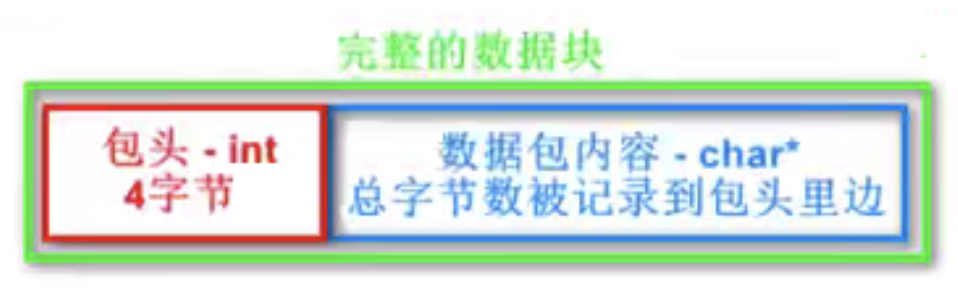 完整的数据块
包头 - int
4字节
数据包内容 - char*
总字节数被记录到包头里边